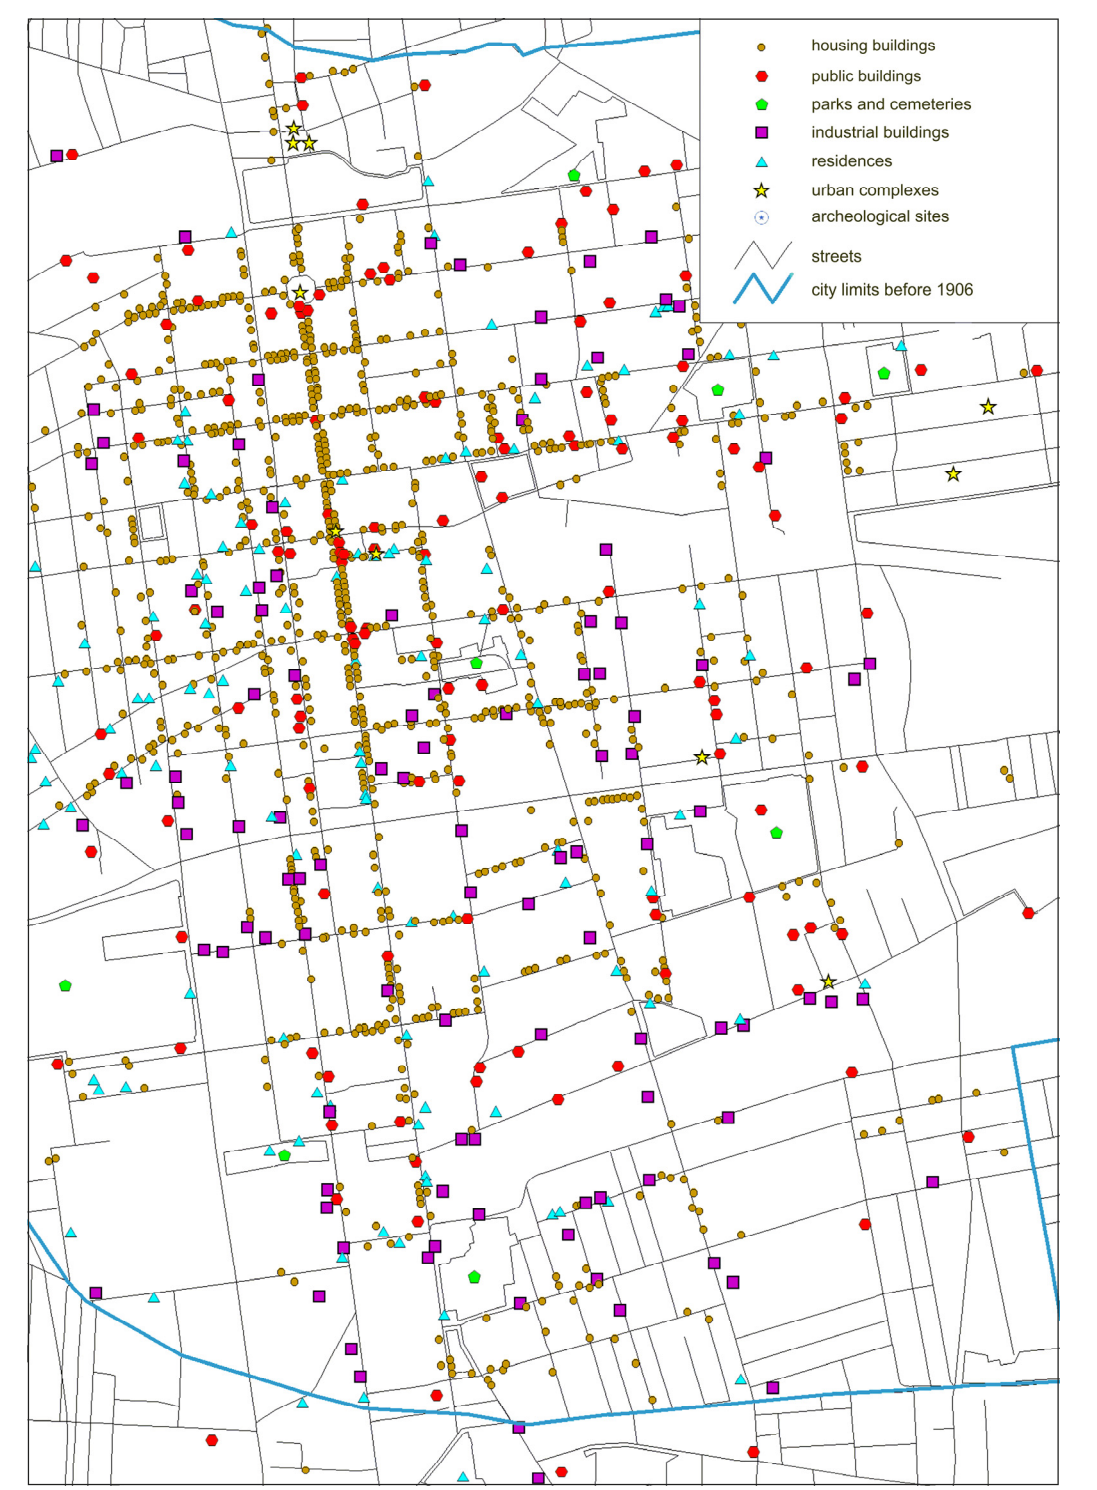 housing buildings
public buildings
parks and cemeteries
industrial buildings
residences
urban complexes
archeological sites
streets
city limits before 1906